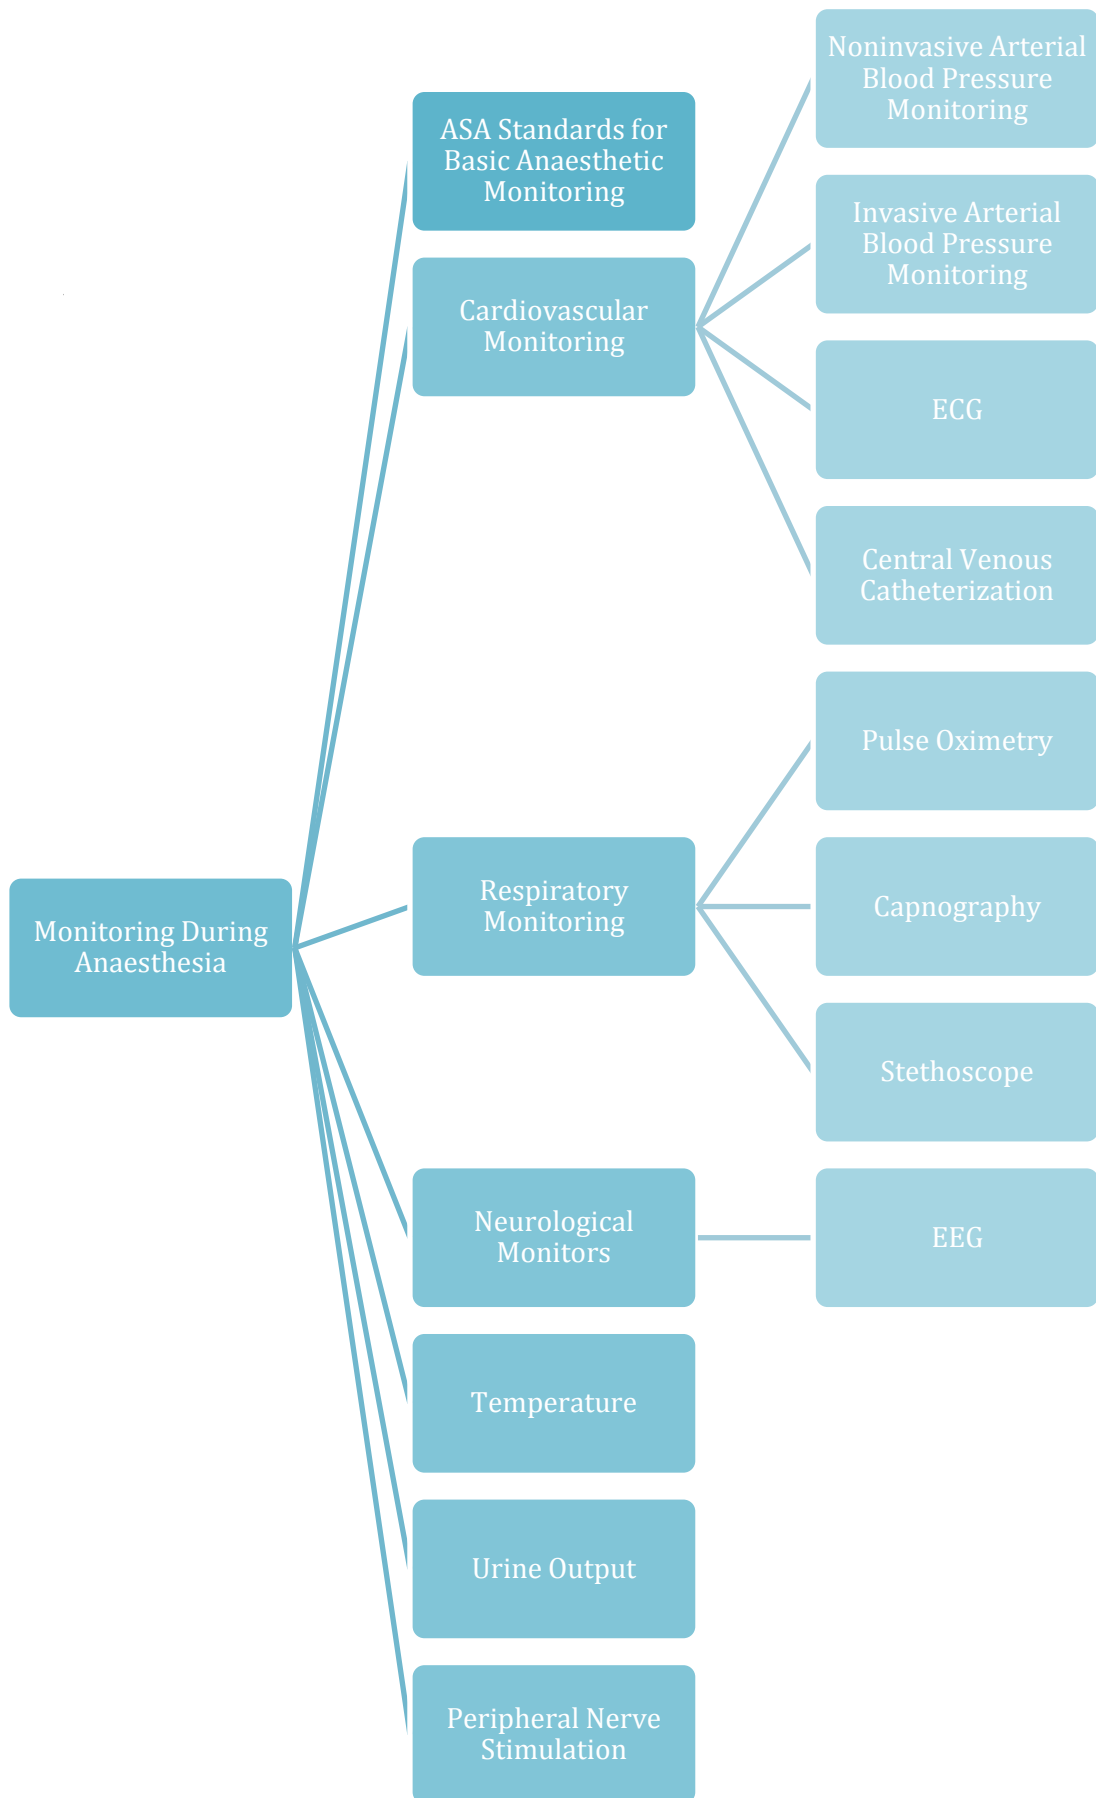 Monitoring During
Anaesthesia
ASA Standards for
Basic Anaesthetic
Monitoring
Cardiovascular
Monitoring
Noninvasive Arterial
Blood Pressure
Monitoring
Invasive Arterial
Blood Pressure
Monitoring
ECG
Central Venous
Catheterization
Respiratory
Monitoring
Pulse Oximetry
Capnography
Stethoscope
Neurological
Monitors
EEG
Temperature
Urine Output
Peripheral Nerve
Stimulation